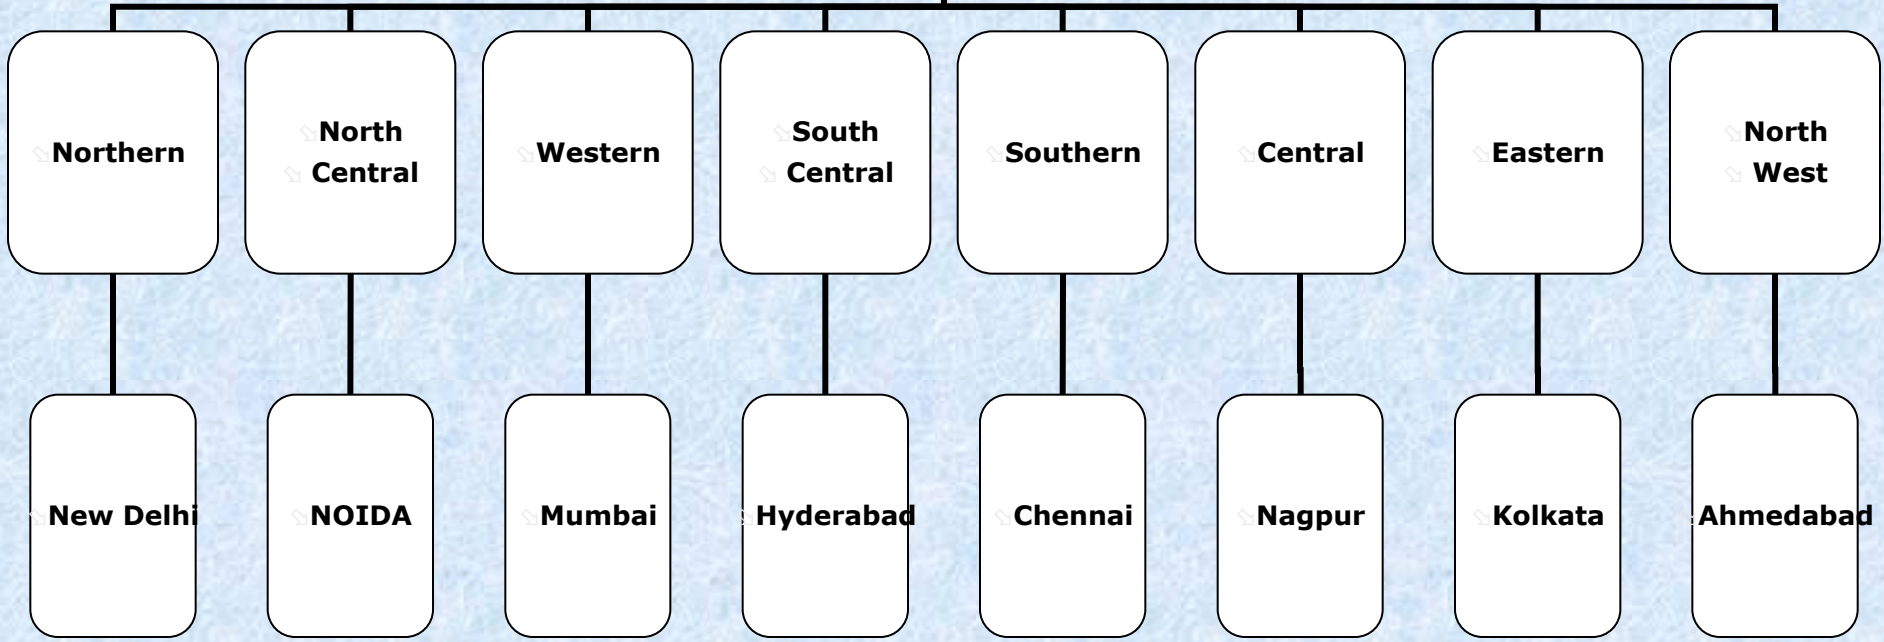 Northern
North
Central
Western
South
Central
Southern
Central
Eastern
North
West
New Delhi
NOIDA
Mumbai
Hyderabad
Chennai
Nagpur
Kolkata
Ahmedabad